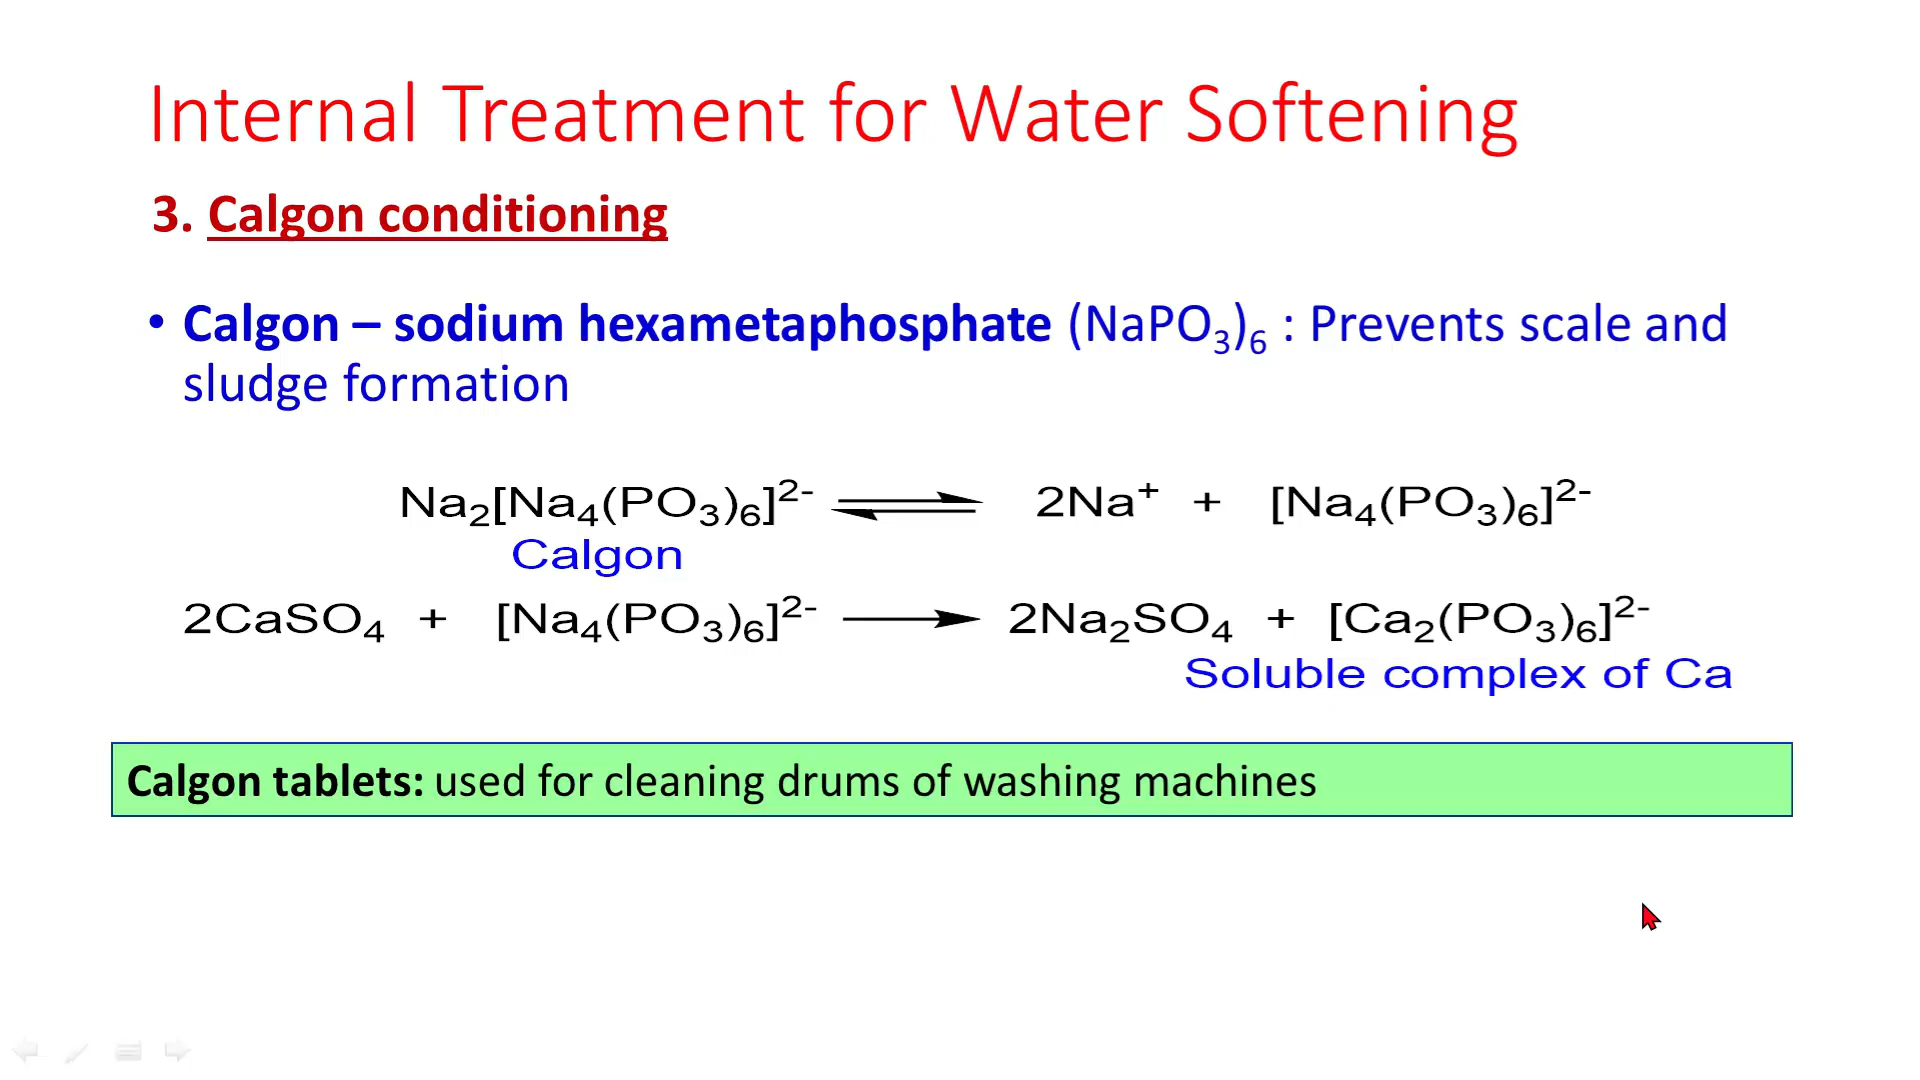 Internal Treatment for Water Softening
3. Calgon conditioning
• Calgon – sodium hexametaphosphate (NaPO₃)₆ : Prevents scale and
sludge formation
Na₂[Na₄(PO₃)₆]²⁻ ⇌ 2Na⁺ + [Na₄(PO₃)₆]²⁻
Calgon
2CaSO₄ + [Na₄(PO₃)₆]²⁻ → 2Na₂SO₄ + [Ca₂(PO₃)₆]²⁻
Soluble complex of Ca
Calgon tablets: used for cleaning drums of washing machines